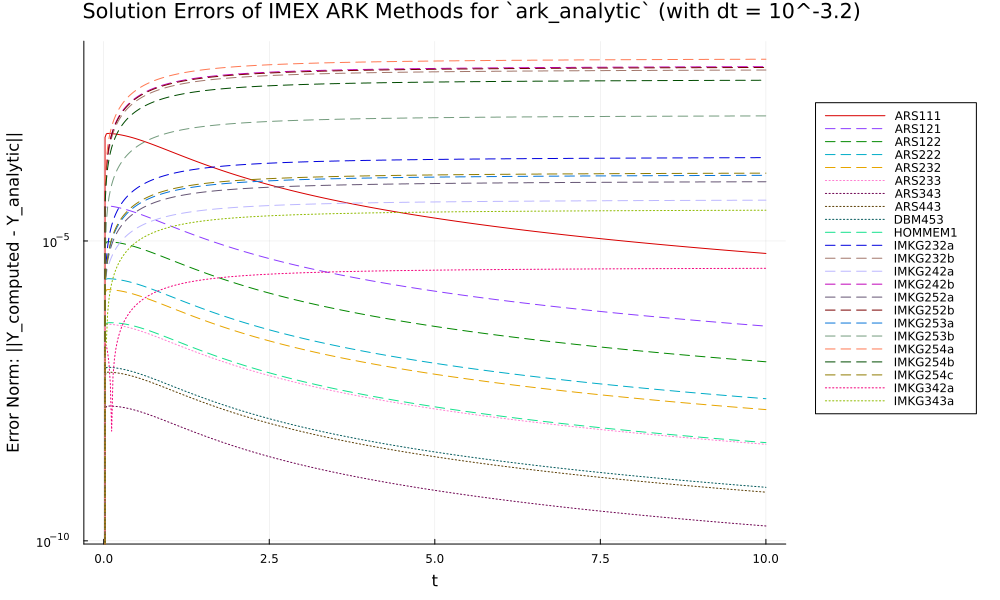 Solution Errors of IMEX ARK Methods for `ark_analytic` (with dt = 10^-3.2)
Error Norm: ||Y_computed - Y_analytic||
10⁻⁵
10⁻¹⁰
0.0
2.5
5.0
7.5
10.0
t
ARS111
ARS121
ARS122
ARS222
ARS232
ARS233
ARS343
ARS443
DBM453
HOMMEM1
IMKG232a
IMKG232b
IMKG242a
IMKG242b
IMKG252a
IMKG252b
IMKG253a
IMKG253b
IMKG254a
IMKG254b
IMKG254c
IMKG342a
IMKG343a